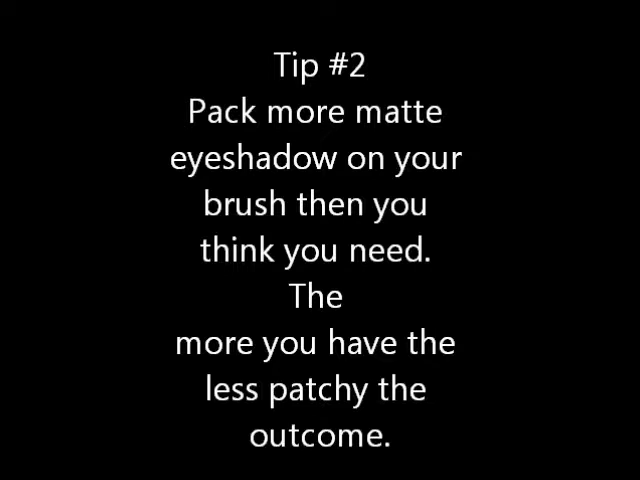 Tip #2
Pack more matte
eyeshadow on your
brush then you
think you need.
The
more you have the
less patchy the
outcome.